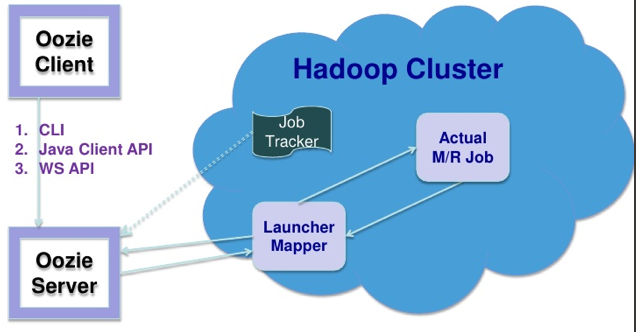 Oozie
Client
Hadoop Cluster
1. CLI
2. Java Client API
3. WS API
Job
Tracker
Actual
M/R Job
Launcher
Mapper
Oozie
Server